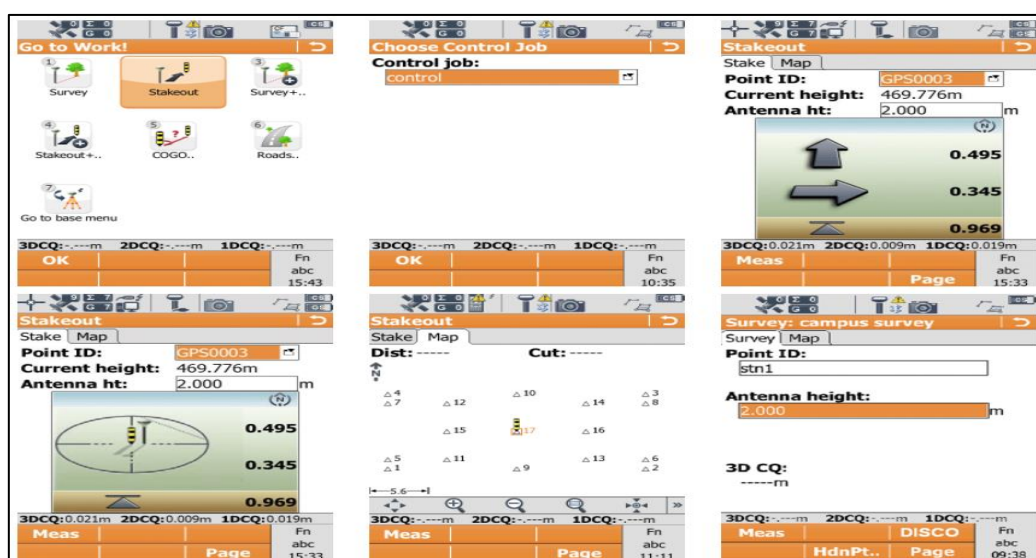 Go to Work!
1
Survey
Stakeout
3
Survey+..
4
Stakeout+..
5
COGO..
6
Roads..
7
Go to base menu
3DCQ:-.---m 2DCQ:-.---m 1DCQ:-.---m
OK
Fn
abc
15:43
Choose Control Job
Control job:
control
3DCQ:-.---m 2DCQ:-.---m 1DCQ:-.---m
OK
Fn
abc
10:35
Stakeout
Stake Map
Point ID: GPS0003
Current height: 469.776m
Antenna ht: 2.000 m
N
0.495
0.345
0.969
3DCQ:0.021m 2DCQ:0.009m 1DCQ:0.019m
Meas
Fn
abc
Page 15:33
Stakeout
Stake Map
Point ID: GPS0003
Current height: 469.776m
Antenna ht: 2.000 m
N
0.495
0.345
0.969
3DCQ:0.021m 2DCQ:0.009m 1DCQ:0.019m
Meas
Fn
abc
Page 15:33
Stakeout
Stake Map
Dist: ----- Cut: -----
N
4 10 3
7 12 14 8
15 17 16
5 11 13 6
1 9 2
5.6
3DCQ:-.---m 2DCQ:-.---m 1DCQ:-.---m
Meas
Fn
abc
Page 11:11
Survey: campus survey
Survey Map
Point ID:
stn1
Antenna height:
2.000 m
3D CQ:
-----m
3DCQ:-.---m 2DCQ:-.---m 1DCQ:-.---m
Meas DISCO Fn
abc
HdnPt.. Page 09:39